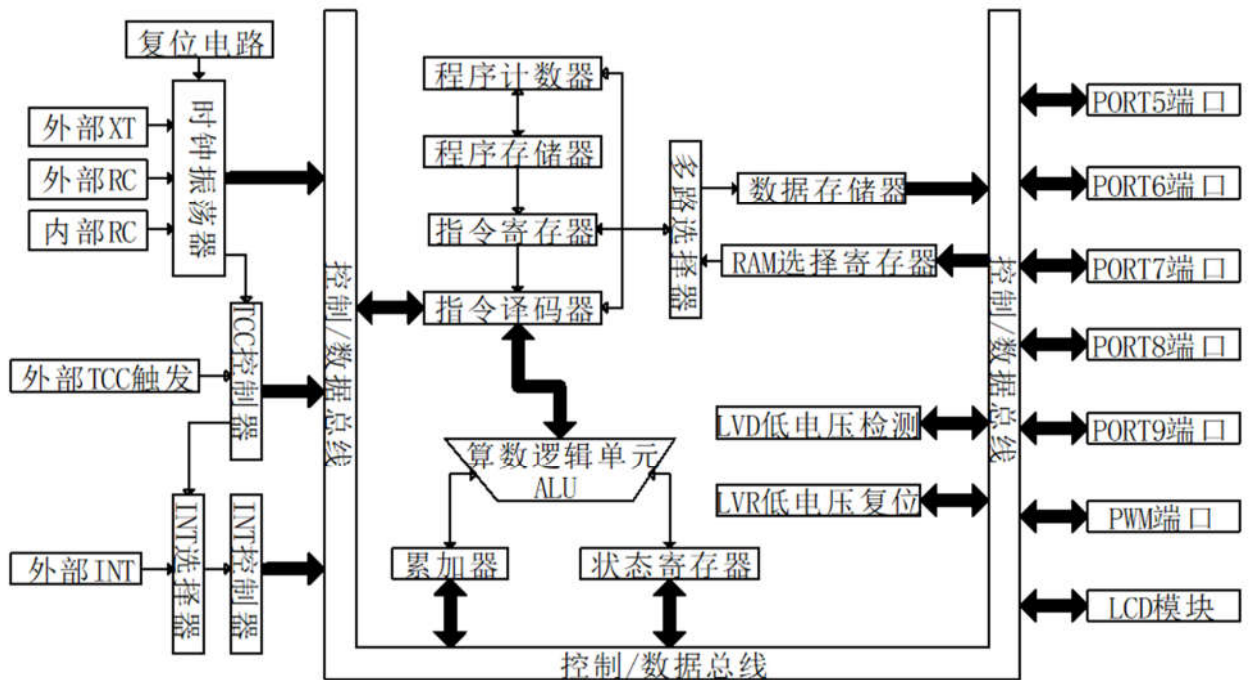 复位电路
外部XT
外部RC
内部RC
时钟振荡器
TCC控制器
外部TCC触发
外部INT
INT选择器
INT控制器
控制/数据总线
程序计数器
程序存储器
指令寄存器
指令译码器
多路选择器
数据存储器
RAM选择寄存器
算数逻辑单元
ALU
LVD低电压检测
LVR低电压复位
累加器
状态寄存器
控制/数据总线
控制/数据总线
PORT5端口
PORT6端口
PORT7端口
PORT8端口
PORT9端口
PWM端口
LCD模块